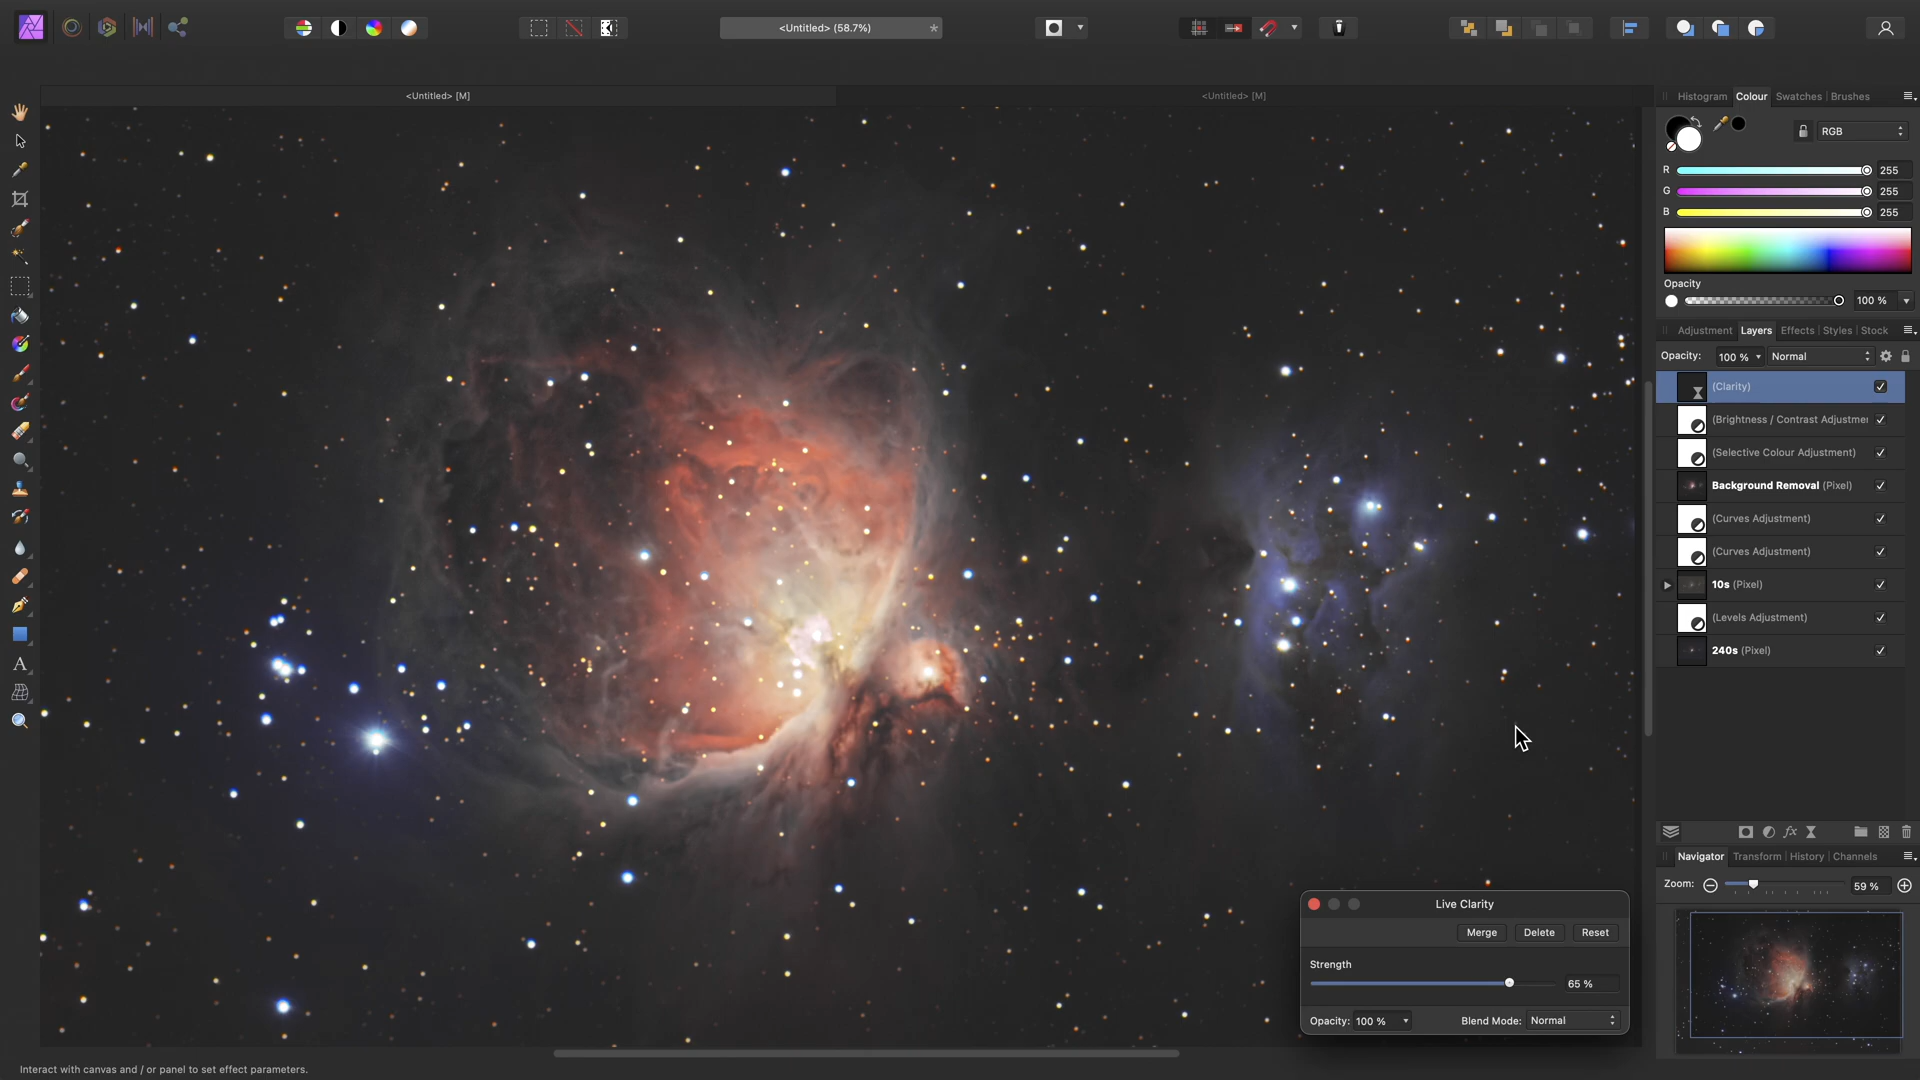 <Untitled> (58.7%)
*
<Untitled> [M]
<Untitled> [M]
Histogram Colour Swatches Brushes
RGB
R 255
G 255
B 255
Opacity
100 %
Adjustment Layers Effects Styles Stock
Opacity: 100 % Normal
(Clarity)
(Brightness / Contrast Adjustmen
(Selective Colour Adjustment)
Background Removal (Pixel)
(Curves Adjustment)
(Curves Adjustment)
10s (Pixel)
(Levels Adjustment)
240s (Pixel)
fx
Navigator Transform History Channels
Zoom: 59 %
A
Live Clarity
Merge Delete Reset
Strength
65 %
Opacity: 100 % Blend Mode: Normal
Interact with canvas and / or panel to set effect parameters.